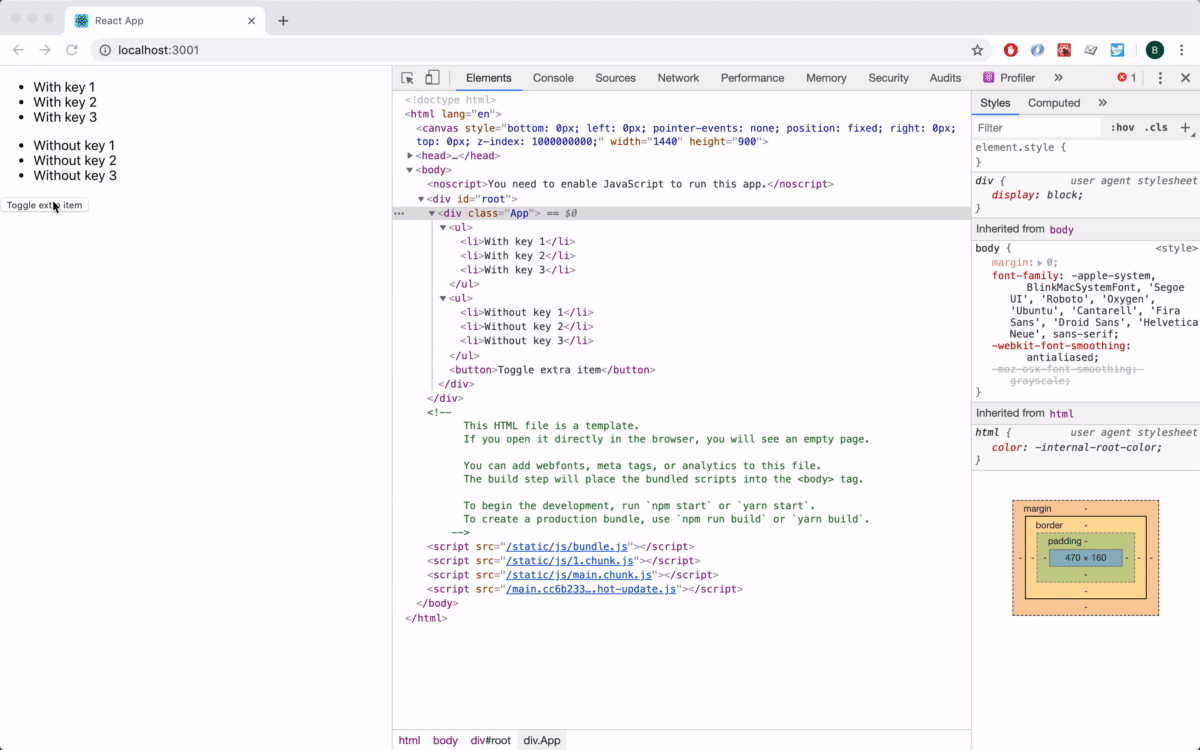 React App
localhost:3001
B
With key 1
With key 2
With key 3
Without key 1
Without key 2
Without key 3
Toggle extra item
Elements Console Sources Network Performance Memory Security Audits Profiler » 1
<!doctype html>
<html lang="en">
<canvas style="bottom: 0px; left: 0px; pointer-events: none; position: fixed; right: 0px;
top: 0px; z-index: 1000000000;" width="1440" height="900">
<head>…</head>
<body>
<noscript>You need to enable JavaScript to run this app.</noscript>
<div id="root">
<div class="App"> == $0
<ul>
<li>With key 1</li>
<li>With key 2</li>
<li>With key 3</li>
</ul>
<ul>
<li>Without key 1</li>
<li>Without key 2</li>
<li>Without key 3</li>
</ul>
<button>Toggle extra item</button>
</div>
</div>
<!--
This HTML file is a template.
If you open it directly in the browser, you will see an empty page.
You can add webfonts, meta tags, or analytics to this file.
The build step will place the bundled scripts into the <body> tag.
To begin the development, run `npm start` or `yarn start`.
To create a production bundle, use `npm run build` or `yarn build`.
-->
<script src="/static/js/bundle.js"></script>
<script src="/static/js/1.chunk.js"></script>
<script src="/static/js/main.chunk.js"></script>
<script src="/main.cc6b233….hot-update.js"></script>
</body>
</html>
html body div#root div.App
Styles Computed »
Filter :hov .cls +
element.style {
}
div { user agent stylesheet
display: block;
}
Inherited from body
body { <style>
margin: 0;
font-family: -apple-system,
BlinkMacSystemFont, 'Segoe
UI', 'Roboto', 'Oxygen',
'Ubuntu', 'Cantarell', 'Fira
Sans', 'Droid Sans', 'Helvetica
Neue', sans-serif;
-webkit-font-smoothing:
antialiased;
-moz-osx-font-smoothing:
grayscale;
}
Inherited from html
html { user agent stylesheet
color: -internal-root-color;
}
margin -
border -
padding -
- - - 470 × 160 - - -
-
-
-